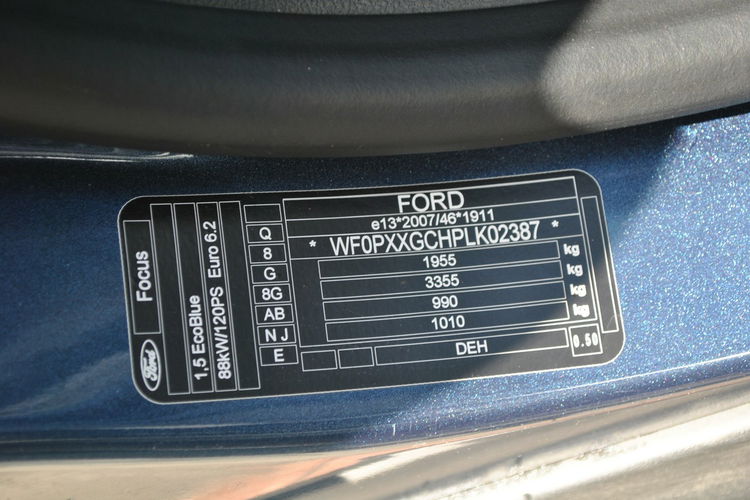 FORD
e13*2007/46*1911
* WF0PXXGCHPLK02387 *
1955 kg
3355 kg
990 kg
1010 kg
DEH
0.50
Q
8
G
8G
AB
N J
E
Focus
1,5 EcoBlue
88kW/120PS Euro 6.2
Ford